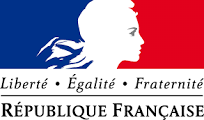 Liberté • Égalité • Fraternité
RÉPUBLIQUE FRANÇAISE